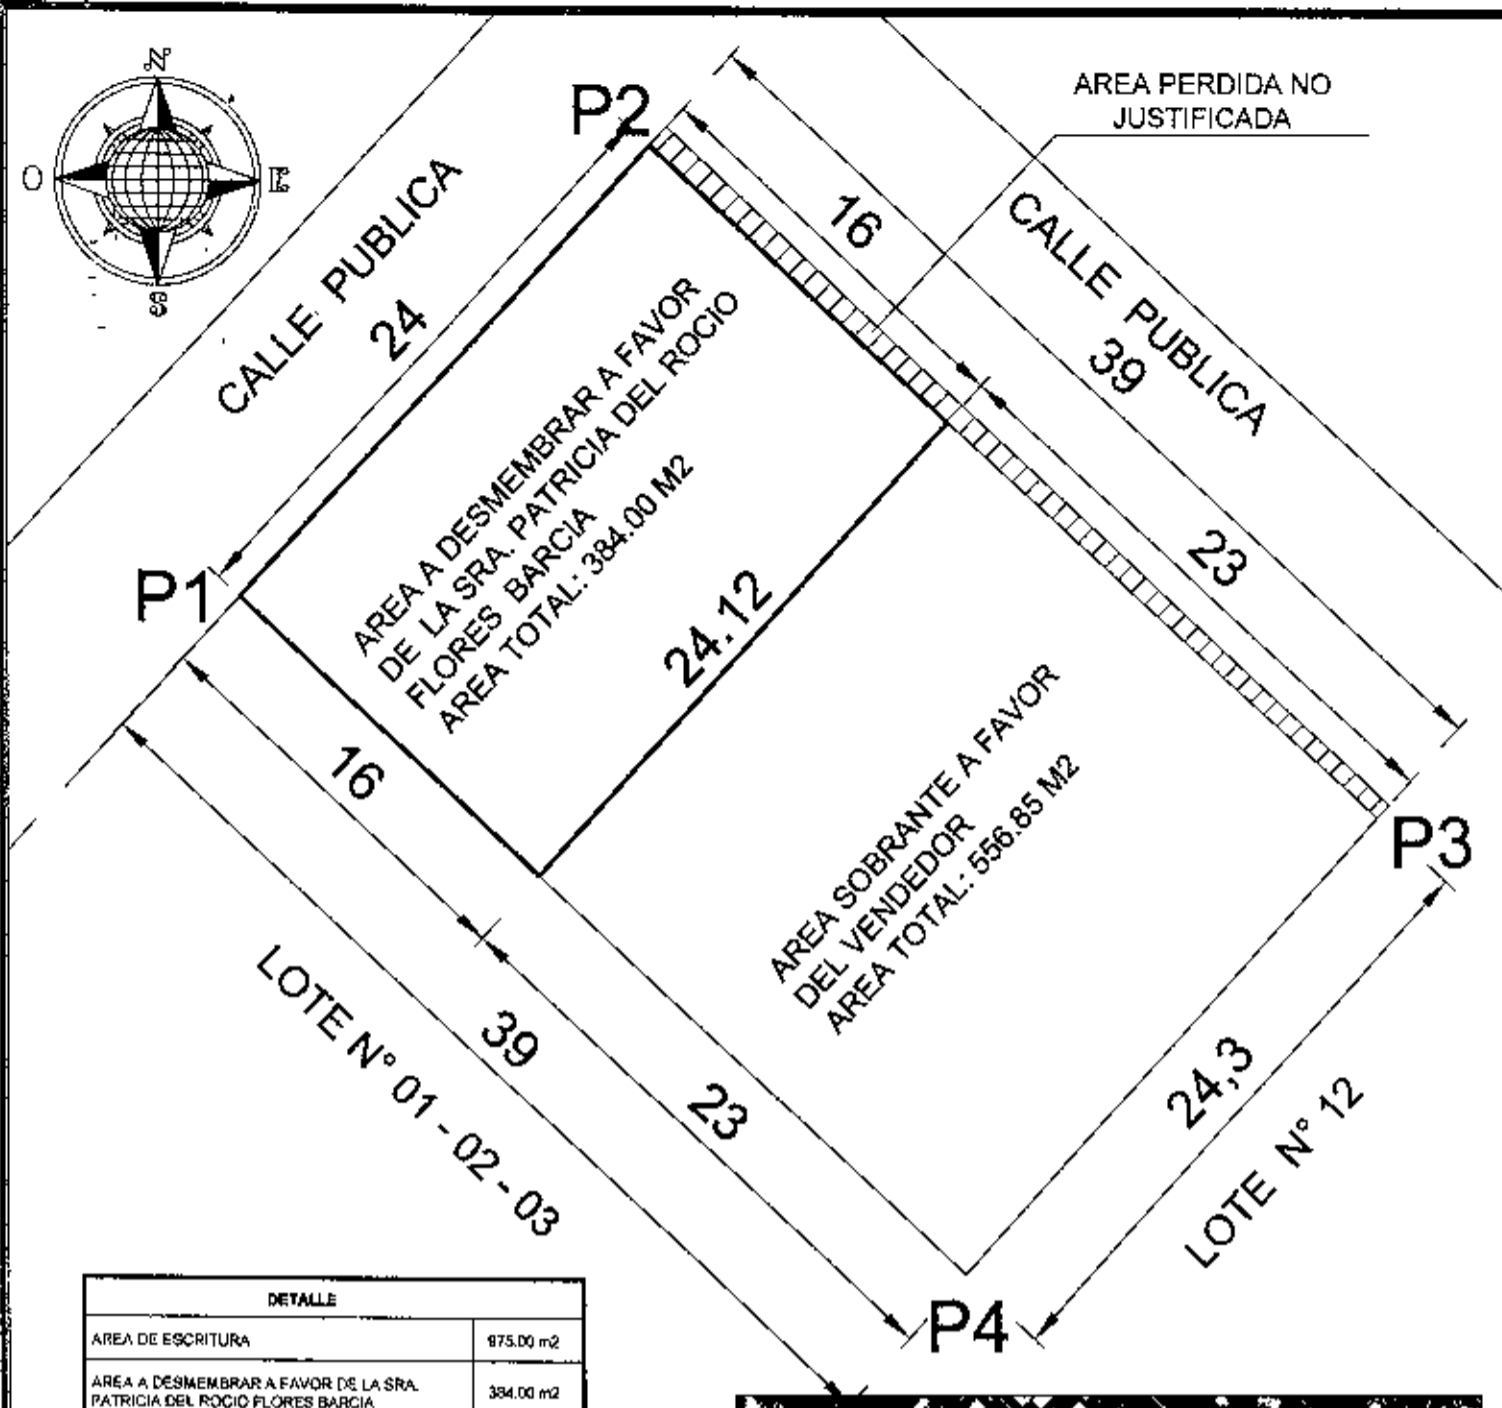 N
O
E
S
P2
AREA PERDIDA NO
JUSTIFICADA
CALLE PUBLICA
24
16
CALLE PUBLICA
39
23
P1
AREA A DESMEMBRAR A FAVOR
DE LA SRA. PATRICIA DEL ROCIO
FLORES BARCIA
AREA TOTAL: 384.00 M2
24.12
16
AREA SOBRANTE A FAVOR
DEL VENDEDOR
AREA TOTAL: 556.85 M2
P3
LOTE N° 01 - 02 - 03
39
23
24,3
LOTE N° 12
P4
DETALLE
AREA DE ESCRITURA
975.00 m2
AREA A DESMEMBRAR A FAVOR DE LA SRA.
PATRICIA DEL ROCIO FLORES BARCIA
384.00 m2